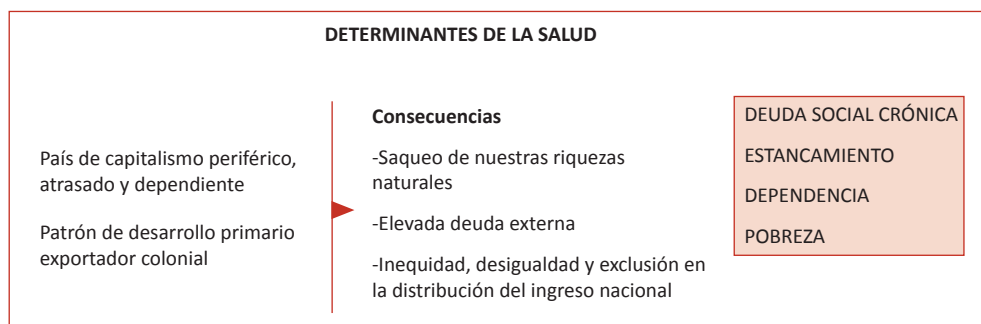 DETERMINANTES DE LA SALUD
País de capitalismo periférico,
atrasado y dependiente
Patrón de desarrollo primario
exportador colonial
Consecuencias
-Saqueo de nuestras riquezas
naturales
-Elevada deuda externa
-Inequidad, desigualdad y exclusión en
la distribución del ingreso nacional
DEUDA SOCIAL CRÓNICA
ESTANCAMIENTO
DEPENDENCIA
POBREZA